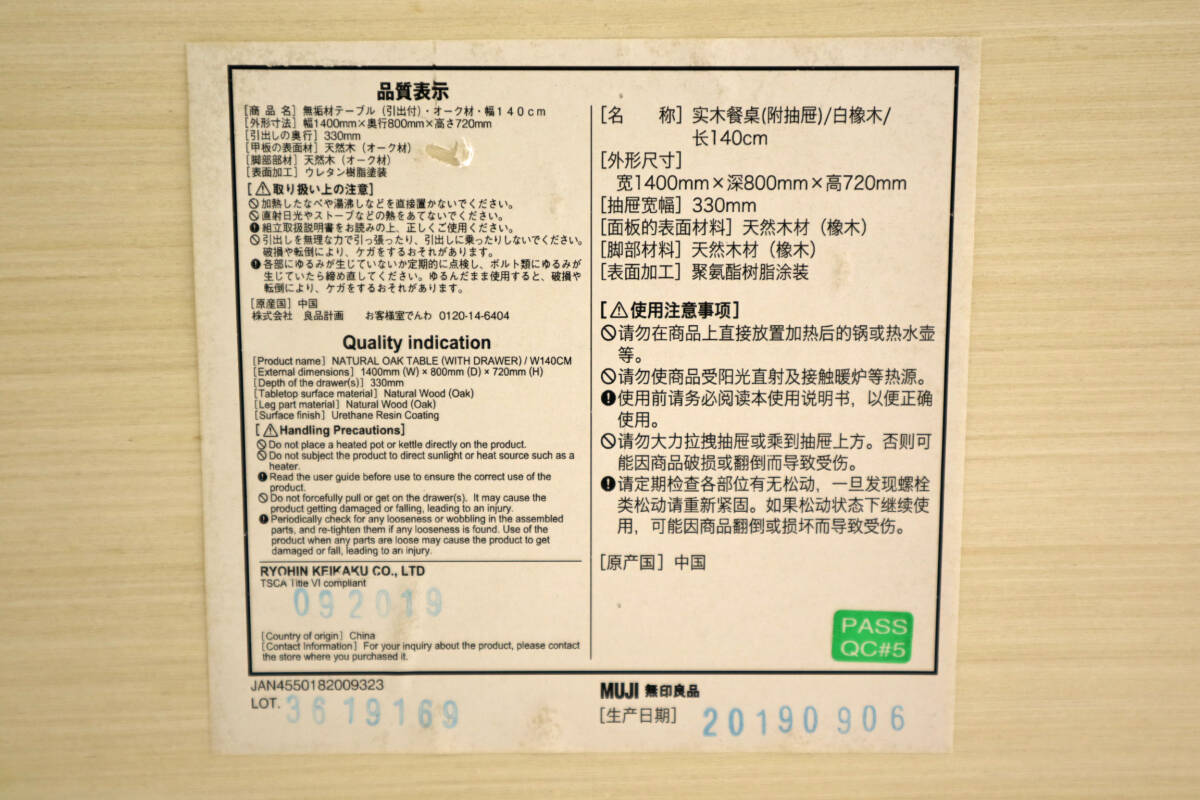 品質表示
[商 品 名] 無垢材テーブル（引出付）・オーク材・幅１４０ｃｍ
[外形寸法] 幅1400mm×奥行800mm×高さ720mm
[引出しの奥行] 330mm
[甲板の表面材] 天然木（オーク材）
[脚部部材] 天然木（オーク材）
[表面加工] ウレタン樹脂塗装
[⚠取り扱い上の注意]
加熱したなべや湯沸しなどを直接置かないでください。
直射日光やストーブなどの熱をあてないでください。
組立取扱説明書をお読みの上、正しくご使用ください。
引出しを無理な力で引っ張ったり、引出しに乗ったりしないでください。
破損や転倒により、ケガをするおそれがあります。
各部にゆるみが生じていないか定期的に点検し、ボルト類にゆるみが
生じていたら締め直してください。ゆるんだまま使用すると、破損や
転倒により、ケガをするおそれがあります。
[原産国] 中国
株式会社 良品計画 お客様室でんわ 0120-14-6404
Quality indication
[Product name] NATURAL OAK TABLE (WITH DRAWER) / W140CM
[External dimensions] 1400mm (W) × 800mm (D) × 720mm (H)
[Depth of the drawer(s)] 330mm
[Tabletop surface material] Natural Wood (Oak)
[Leg part material] Natural Wood (Oak)
[Surface finish] Urethane Resin Coating
[⚠Handling Precautions]
Do not place a heated pot or kettle directly on the product.
Do not subject the product to direct sunlight or heat source such as a
heater.
Read the user guide before use to ensure the correct use of the
product.
Do not forcefully pull or get on the drawer(s). It may cause the
product getting damaged or falling, leading to an injury.
Periodically check for any looseness or wobbling in the assembled
parts, and re-tighten them if any looseness is found. Use of the
product when any parts are loose may cause the product to get
damaged or fall, leading to an injury.
RYOHIN KEIKAKU CO., LTD
TSCA Title VI compliant
092019
[Country of origin] China
[Contact Information] For your inquiry about the product, please contact
the store where you purchased it.
[名 称] 实木餐桌(附抽屉)/白橡木/
长140cm
[外形尺寸]
宽1400mm×深800mm×高720mm
[抽屉宽幅] 330mm
[面板的表面材料] 天然木材（橡木）
[脚部材料] 天然木材（橡木）
[表面加工] 聚氨酯树脂涂装
[⚠使用注意事项]
请勿在商品上直接放置加热后的锅或热水壶
等。
请勿使商品受阳光直射及接触暖炉等热源。
使用前请务必阅读本使用说明书，以便正确
使用。
请勿大力拉拽抽屉或乘到抽屉上方。否则可
能因商品破损或翻倒而导致受伤。
请定期检查各部位有无松动，一旦发现螺栓
类松动请重新紧固。如果松动状态下继续使
用，可能因商品翻倒或损坏而导致受伤。
[原产国] 中国
PASS
QC#5
JAN4550182009323
LOT. 3619169
MUJI 無印良品
[生产日期] 20190906